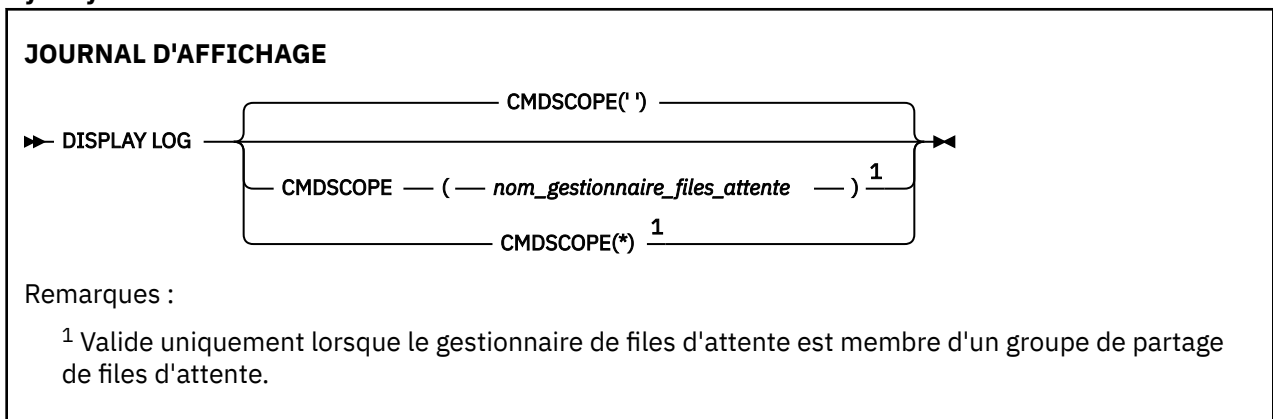 JOURNAL D'AFFICHAGE
CMDSCOPE(' ')
DISPLAY LOG
CMDSCOPE ( nom_gestionnaire_files_attente ) 1
CMDSCOPE(*) 1
Remarques :
1 Valide uniquement lorsque le gestionnaire de files d'attente est membre d'un groupe de partage
de files d'attente.